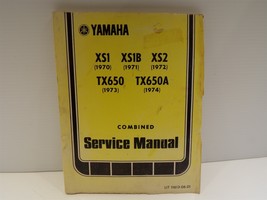 YAMAHA
XS1 XS1B XS2
(1970) (1971) (1972)
TX650 TX650A
(1973) (1974)
COMBINED
Service Manual